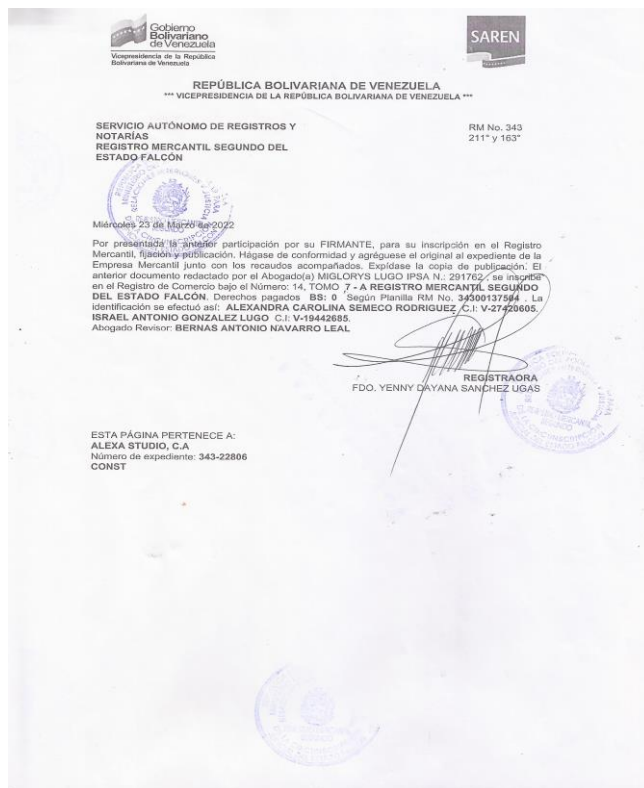 Gobierno
Bolivariano
de Venezuela
Vicepresidencia de la República
Bolivariana de Venezuela
SAREN
REPÚBLICA BOLIVARIANA DE VENEZUELA
*** VICEPRESIDENCIA DE LA REPÚBLICA BOLIVARIANA DE VENEZUELA ***
SERVICIO AUTÓNOMO DE REGISTROS Y
NOTARÍAS
REGISTRO MERCANTIL SEGUNDO DEL
ESTADO FALCÓN
RM No. 343
211° y 163°
Miércoles 23 de Marzo de 2022
Por presentada la anterior participación por su FIRMANTE, para su inscripción en el Registro
Mercantil, fijación y publicación. Hágase de conformidad y agréguese el original al expediente de la
Empresa Mercantil junto con los recaudos acompañados. Expídase la copia de publicación. El
anterior documento redactado por el Abogado(a) MIGLORYS LUGO IPSA N.: 291762 , se inscribe
en el Registro de Comercio bajo el Número: 14, TOMO 7 - A REGISTRO MERCANTIL SEGUNDO
DEL ESTADO FALCÓN. Derechos pagados BS: 0 Según Planilla RM No. 34300137504 . La
identificación se efectuó así: ALEXANDRA CAROLINA SEMECO RODRIGUEZ C.I: V-27420605.
ISRAEL ANTONIO GONZALEZ LUGO C.I: V-19442685.
Abogado Revisor: BERNAS ANTONIO NAVARRO LEAL
REGISTRAORA
FDO. YENNY DAYANA SANCHEZ UGAS
ESTA PÁGINA PERTENECE A:
ALEXA STUDIO, C.A
Número de expediente: 343-22806
CONST